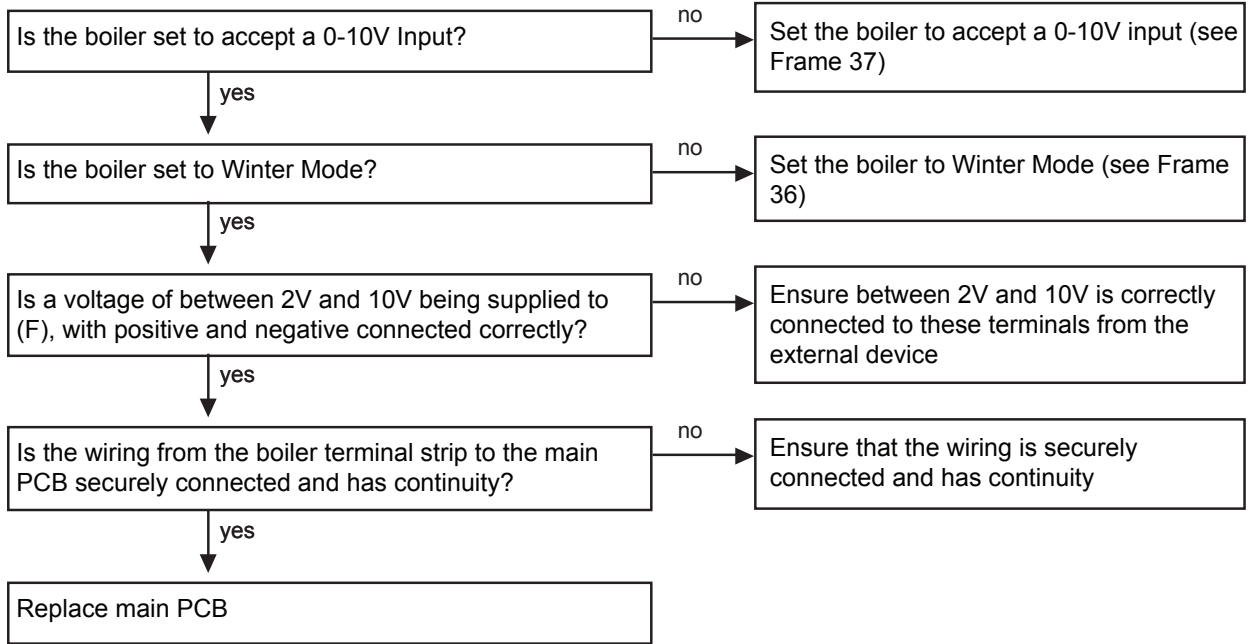 Is the boiler set to accept a 0-10V Input?
no
Set the boiler to accept a 0-10V input (see
Frame 37)
yes
Is the boiler set to Winter Mode?
no
Set the boiler to Winter Mode (see Frame
36)
yes
Is a voltage of between 2V and 10V being supplied to
(F), with positive and negative connected correctly?
no
Ensure between 2V and 10V is correctly
connected to these terminals from the
external device
yes
Is the wiring from the boiler terminal strip to the main
PCB securely connected and has continuity?
no
Ensure that the wiring is securely
connected and has continuity
yes
Replace main PCB